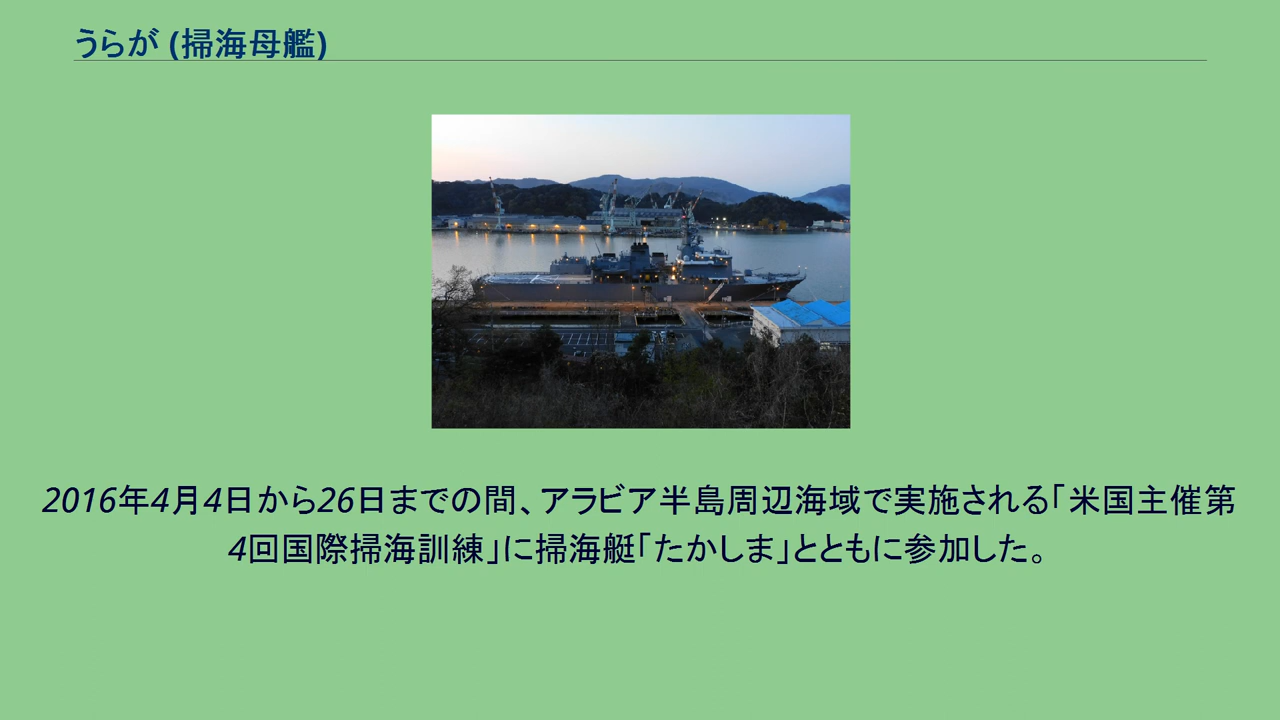 うらが (掃海母艦)
2016年4月4日から26日までの間、アラビア半島周辺海域で実施される「米国主催第
4回国際掃海訓練」に掃海艇「たかしま」とともに参加した。